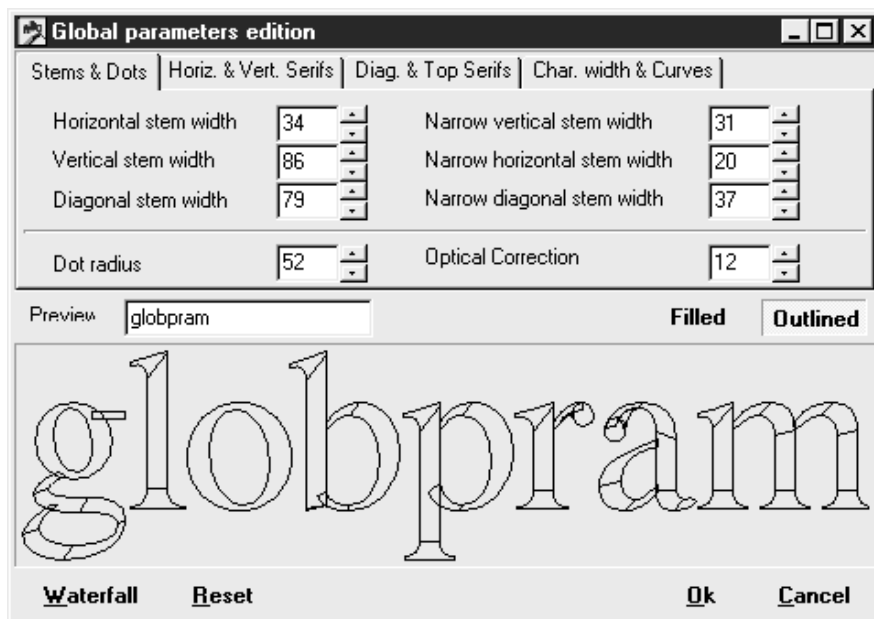 Global parameters edition
Stems & Dots Horiz. & Vert. Serifs Diag. & Top Serifs Char. width & Curves
Horizontal stem width 34 Narrow vertical stem width 31
Vertical stem width 86 Narrow horizontal stem width 20
Diagonal stem width 79 Narrow diagonal stem width 37
Dot radius 52 Optical Correction 12
Preview globpram Filled Outlined
globpram
Waterfall Reset Ok Cancel